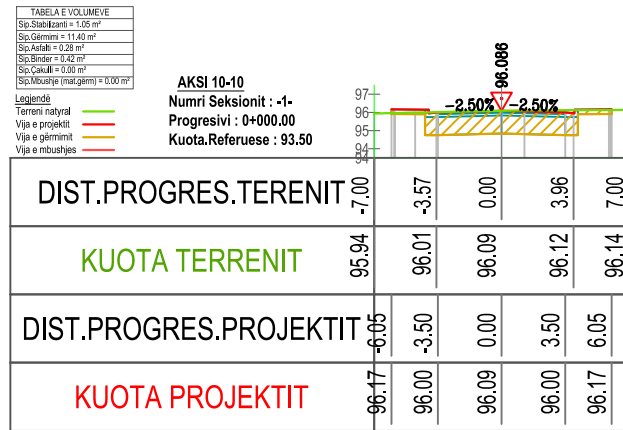 TABELA E VOLUMEVE
Sip.Stabilizanti = 1.05 m²
Sip.Gërmimi = 11.40 m²
Sip.Asfalti = 0.28 m²
Sip.Binder = 0.42 m²
Sip.Çakulli = 0.00 m²
Sip.Mbushje (mat.gërm) = 0.00 m²
Legjendë
Terreni natyral
Vija e projektit
Vija e gërmimit
Vija e mbushjes
AKSI 10-10
Numri Seksionit : -1-
Progresivi : 0+000.00
Kuota.Referuese : 93.50
96.086
-2.50% -2.50%
97
96
95
94
94
DIST.PROGRES.TERENIT -7.00 -3.57 0.00 3.96 7.00
KUOTA TERRENIT 95.94 96.01 96.09 96.12 96.14
DIST.PROGRES.PROJEKTIT -6.05 -3.50 0.00 3.50 6.05
KUOTA PROJEKTIT 96.17 96.00 96.09 96.00 96.17